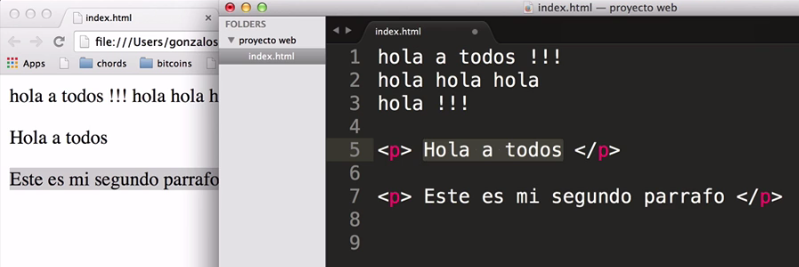 index.html
file:///Users/gonzalos
Apps
chords
bitcoins
hola a todos !!! hola hola h
Hola a todos
Este es mi segundo parrafo
index.html — proyecto web
FOLDERS
proyecto web
index.html
index.html
1 hola a todos !!!
2 hola hola hola
3 hola !!!
4
5 <p> Hola a todos </p>
6
7 <p> Este es mi segundo parrafo </p>
8
9